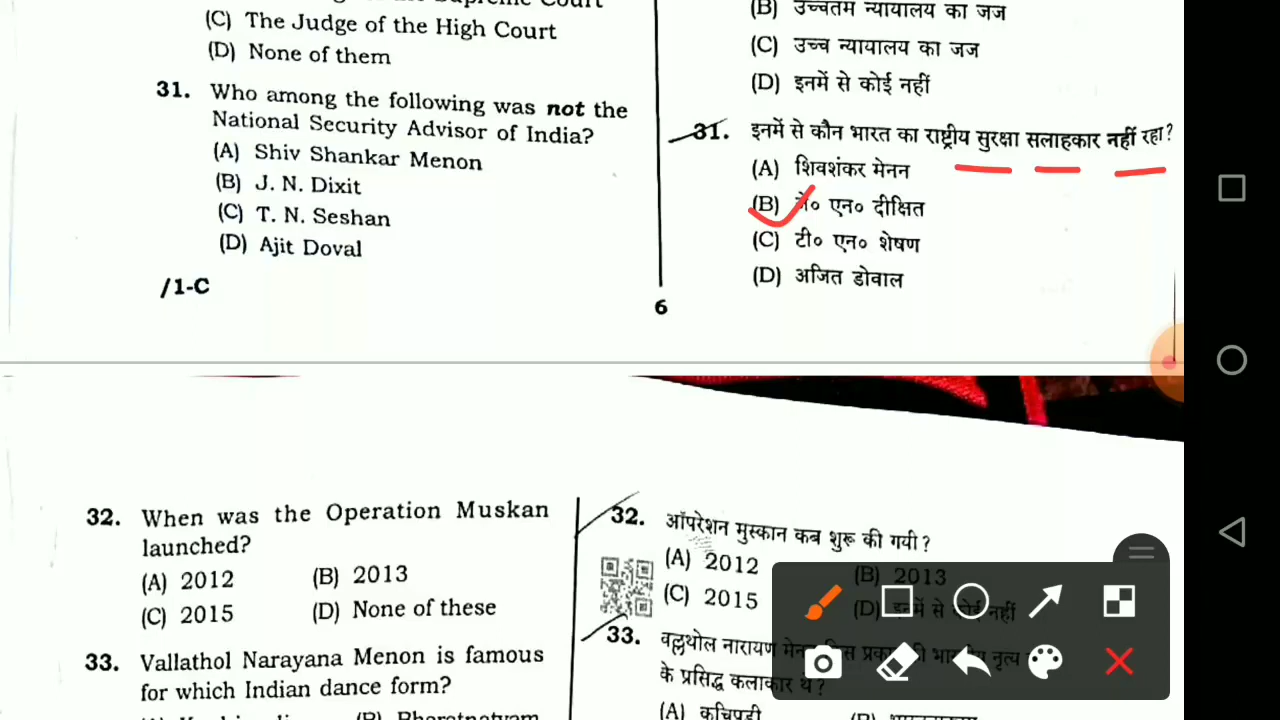 (C) The Judge of the High Court
(D) None of them
31. Who among the following was not the
National Security Advisor of India?
(A) Shiv Shankar Menon
(B) J. N. Dixit
(C) T. N. Seshan
(D) Ajit Doval
/1-C
(B) उच्चतम न्यायालय का जज
(C) उच्च न्यायालय का जज
(D) इनमें से कोई नहीं
31. इनमें से कौन भारत का राष्ट्रीय सुरक्षा सलाहकार नहीं रहा?
(A) शिवशंकर मेनन
(B) जे० एन० दीक्षित
(C) टी० एन० शेषण
(D) अजित डोवाल
6
32. When was the Operation Muskan
launched?
(A) 2012 (B) 2013
(C) 2015 (D) None of these
33. Vallathol Narayana Menon is famous
for which Indian dance form?
32. ऑपरेशन मुस्कान कब शुरू की गयी?
(A) 2012 (B) 2013
(C) 2015 (D) इनमें से कोई नहीं
33. वल्लथोल नारायण मेनन किस प्रकार की भारतीय नृत्य
के प्रसिद्ध कलाकार थे?
(A) कुचिपुड़ी